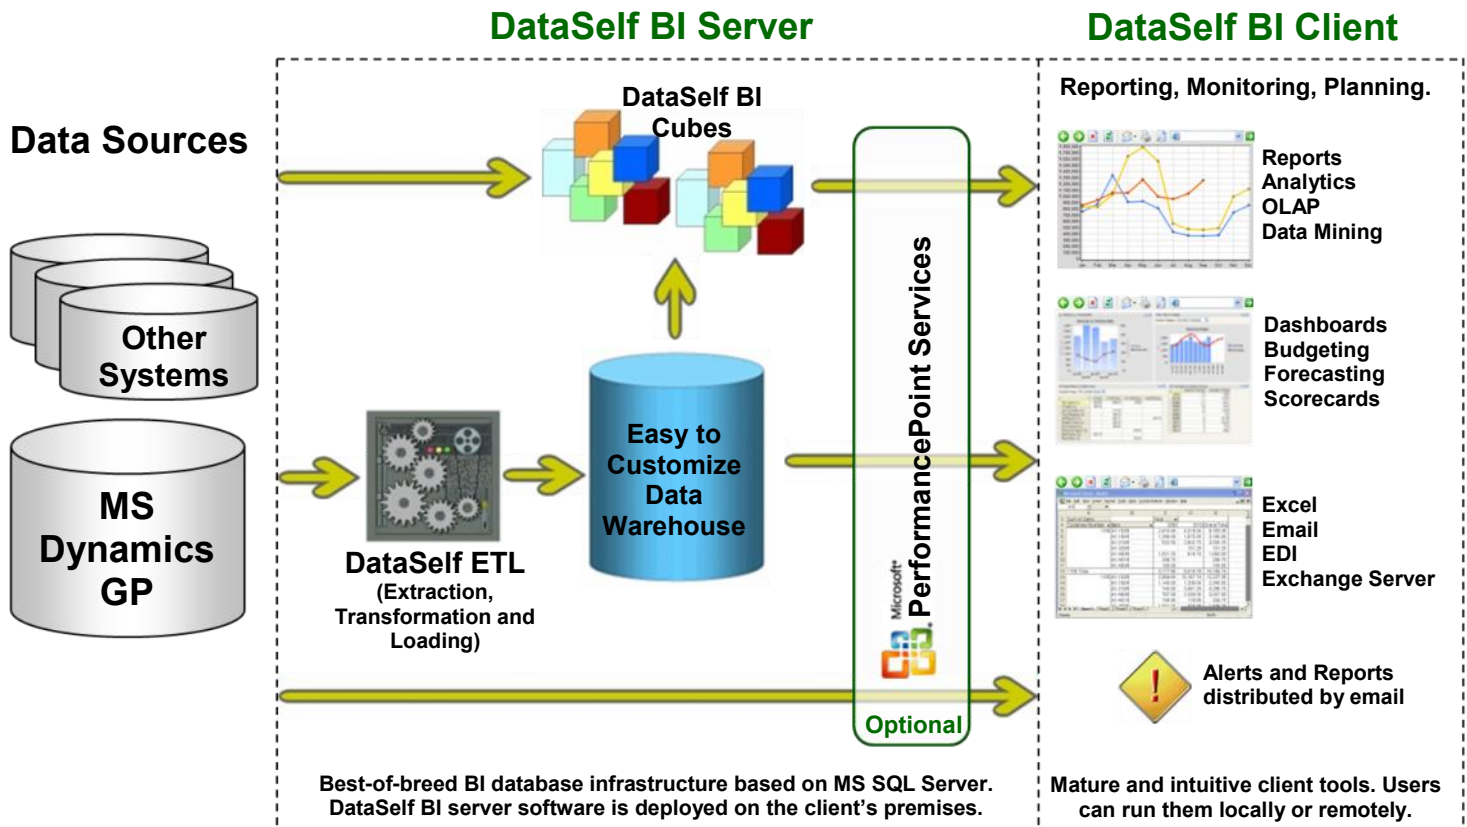 DataSelf BI Server
DataSelf BI Client
Data Sources
Other
Systems
MS
Dynamics
GP
DataSelf BI
Cubes
DataSelf ETL
(Extraction,
Transformation and
Loading)
Easy to
Customize
Data
Warehouse
Microsoft®
PerformancePoint Services
Optional
Best-of-breed BI database infrastructure based on MS SQL Server.
DataSelf BI server software is deployed on the client’s premises.
Reporting, Monitoring, Planning.
Reports
Analytics
OLAP
Data Mining
Dashboards
Budgeting
Forecasting
Scorecards
Excel
Email
EDI
Exchange Server
Alerts and Reports
distributed by email
Mature and intuitive client tools. Users
can run them locally or remotely.